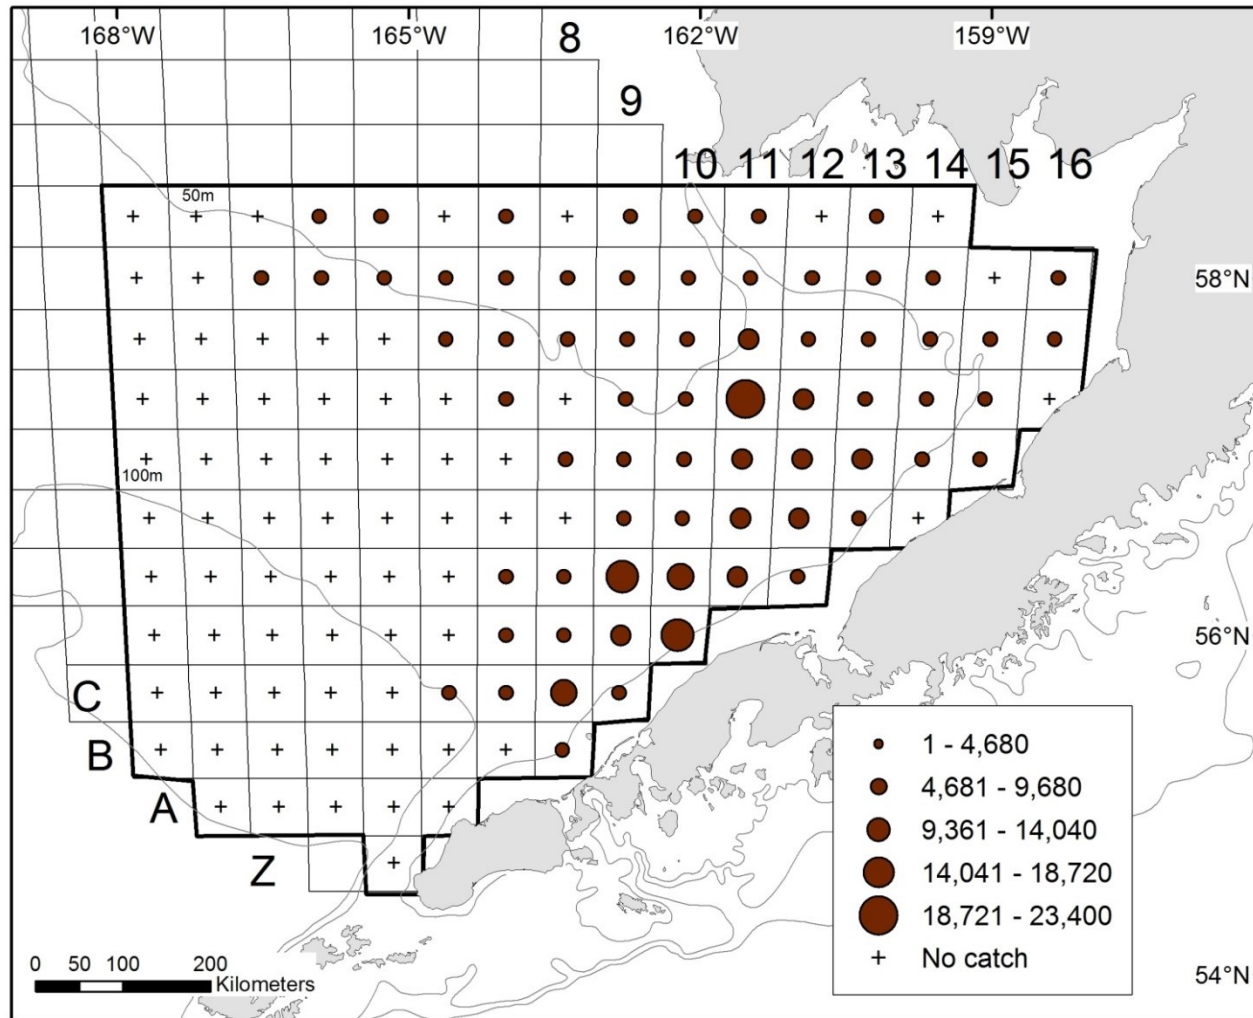 168°W 165°W 162°W 159°W
8
9
10 11 12 13 14 15 16
50m
58°N
100m
56°N
C
B
A
Z
1 - 4,680
4,681 - 9,680
9,361 - 14,040
14,041 - 18,720
18,721 - 23,400
No catch
0 50 100 200
Kilometers
54°N